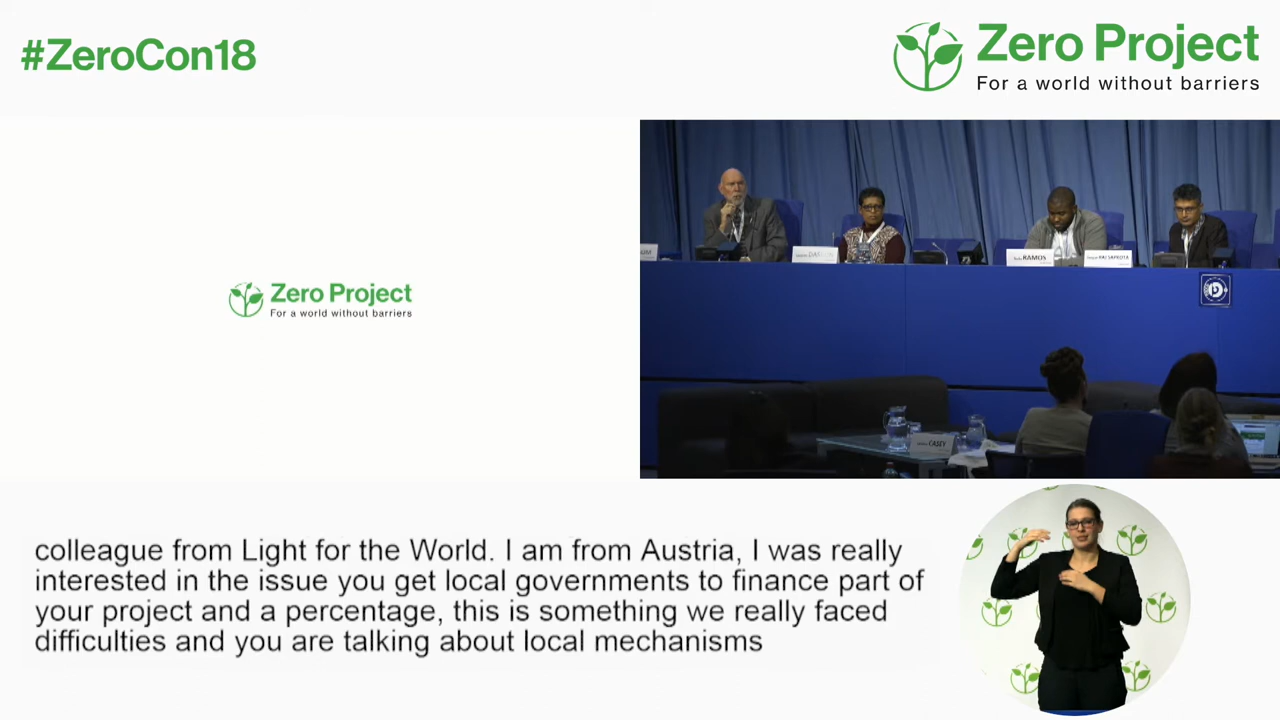 #ZeroCon18
Zero Project
For a world without barriers
Zero Project
For a world without barriers
RAMOS
CASEY
colleague from Light for the World. I am from Austria, I was really
interested in the issue you get local governments to finance part of
your project and a percentage, this is something we really faced
difficulties and you are talking about local mechanisms